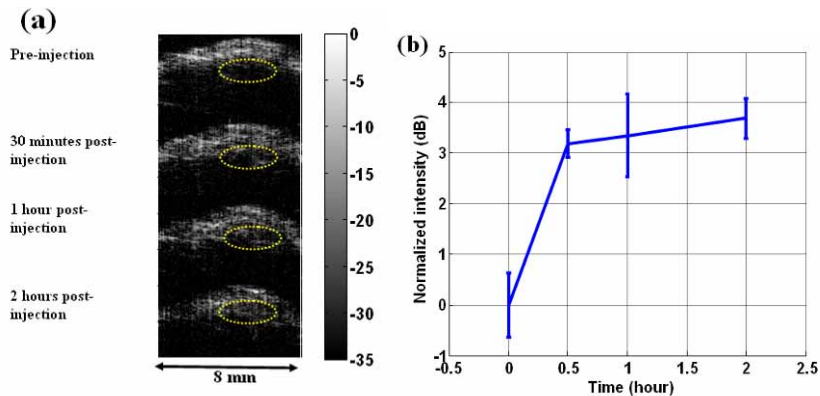 (a)
Pre-injection
30 minutes post-
injection
1 hour post-
injection
2 hours post-
injection
8 mm
0
-5
-10
-15
-20
-25
-30
-35
(b)
Normalized intensity (dB)
5
4
3
2
1
0
-1
-0.5 0 0.5 1 1.5 2 2.5
Time (hour)